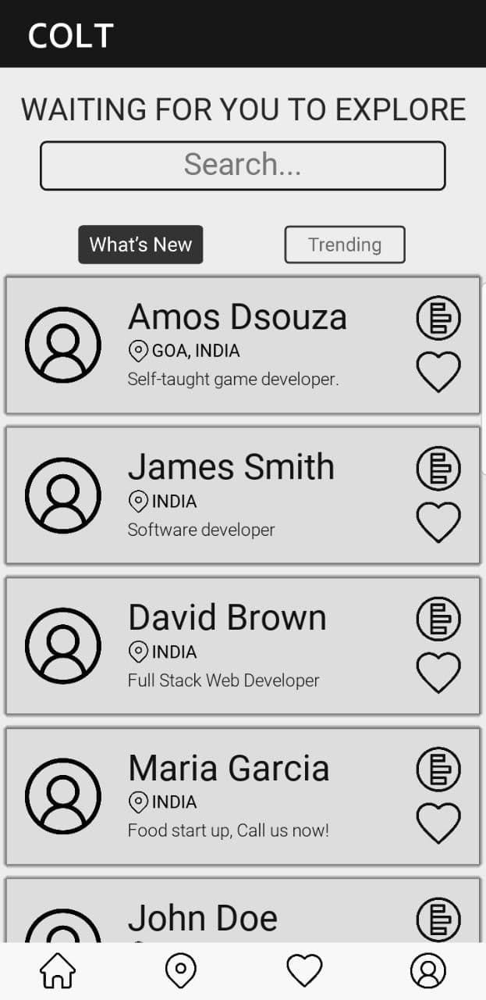 COLT
WAITING FOR YOU TO EXPLORE
Search...
What's New
Trending
Amos Dsouza
GOA, INDIA
Self-taught game developer.
James Smith
INDIA
Software developer
David Brown
INDIA
Full Stack Web Developer
Maria Garcia
INDIA
Food start up, Call us now!
John Doe